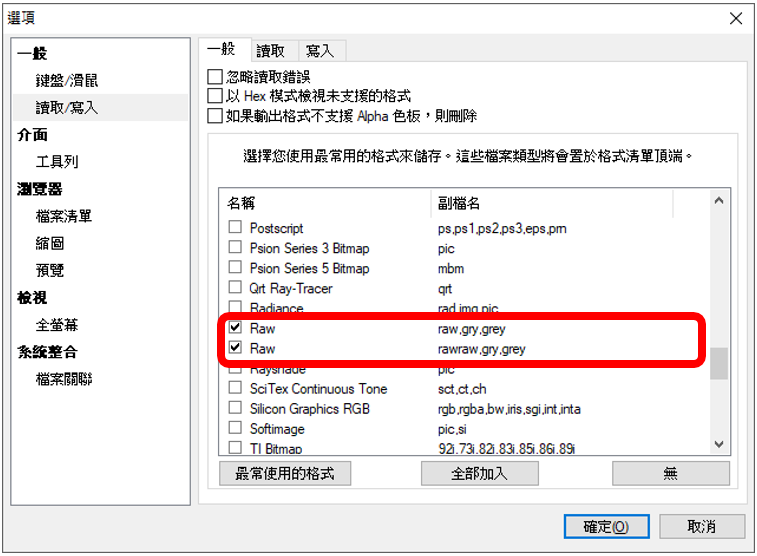 選項
一般
鍵盤/滑鼠
讀取/寫入
介面
工具列
瀏覽器
檔案清單
縮圖
預覽
檢視
全螢幕
系統整合
檔案關聯
一般 讀取 寫入
忽略讀取錯誤
以 Hex 模式檢視未支援的格式
如果輸出格式不支援 Alpha 色板，則刪除
選擇您使用最常用的格式來儲存。這些檔案類型將會置於格式清單頂端。
名稱 副檔名
Postscript ps,ps1,ps2,ps3,eps,prn
Psion Series 3 Bitmap pic
Psion Series 5 Bitmap mbm
Qrt Ray-Tracer qrt
Radiance rad,img,pic
Raw raw,gry,grey
Raw rawraw,gry,grey
Rayshade pic
SciTex Continuous Tone sct,ct,ch
Silicon Graphics RGB rgb,rgba,bw,iris,sgi,int,inta
Softimage pic,si
TI Bitmap 92i,73i,82i,83i,85i,86i,89i
最常使用的格式 全部加入 無
確定(O) 取消